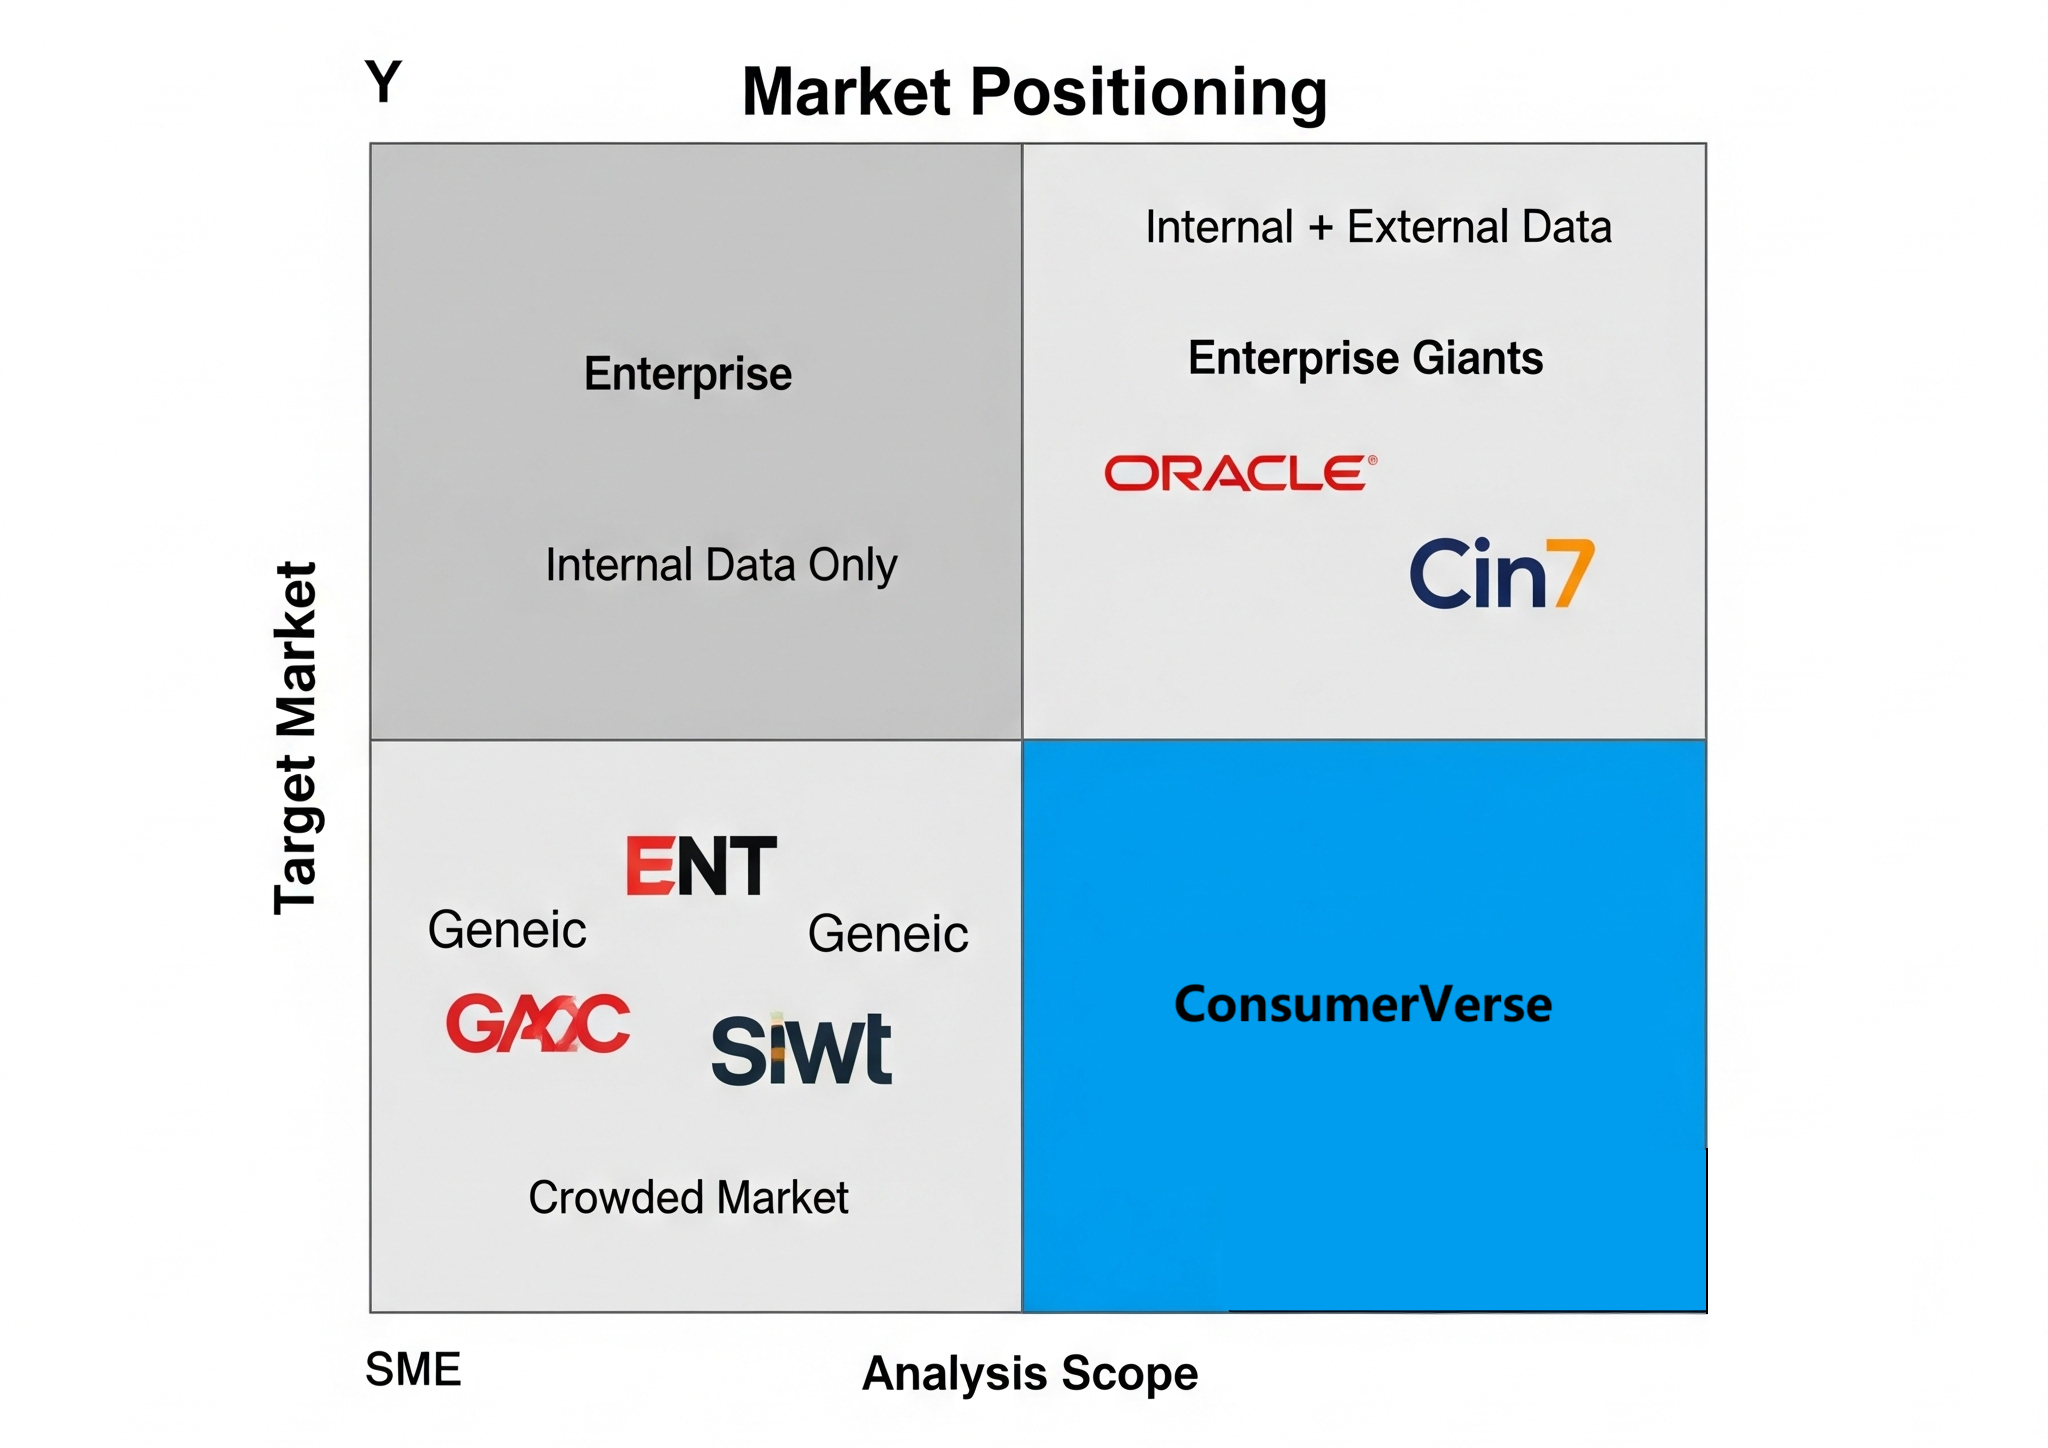 Y
Market Positioning
Internal + External Data
Enterprise
Enterprise Giants
ORACLE®
Internal Data Only
Cin7
Target Market
ENT
Geneic
Geneic
Siwt
ConsumerVerse
Crowded Market
SME
Analysis Scope